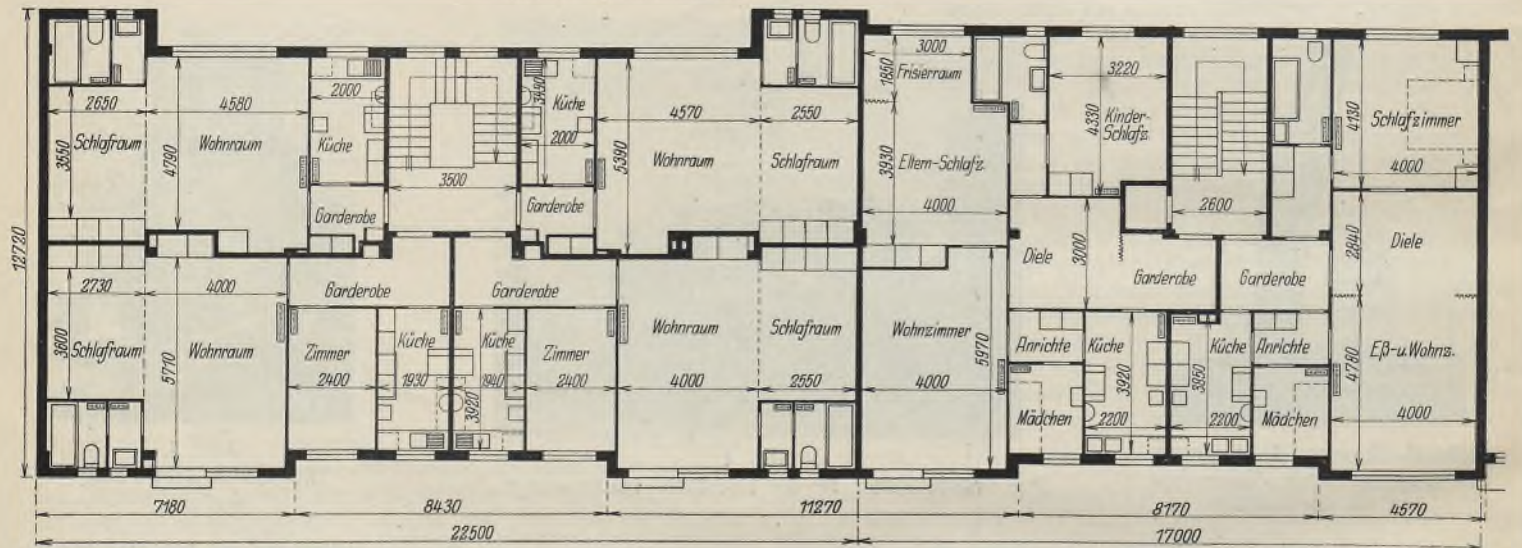 3000
1850
Frisierraum
3220
4330
Kinder-
Schlafz.
2650
4580
3550
Schlafraum
4790
Wohnraum
2000
Küche
3490
Küche
2000
3500
Garderobe
Garderobe
4570
2550
5390
Wohnraum
Schlafraum
3930
Eltern-Schlafz.
4000
2600
4130
Schlafzimmer
4000
12720
2730
4000
3600
Schlafraum
5710
Wohnraum
Garderobe
Garderobe
Zimmer
2400
Küche
1930
Küche
1940
3920
Zimmer
2400
Wohnraum
4000
Schlafraum
2550
Wohnzimmer
5970
4000
Diele
3000
Garderobe
Garderobe
2840
Diele
Anrichte
Küche
3920
2200
Mädchen
Küche
3850
2200
Anrichte
Mädchen
4780
Eß-u.Wohnz.
4000
7180
8430
11270
8170
4570
22500
17000